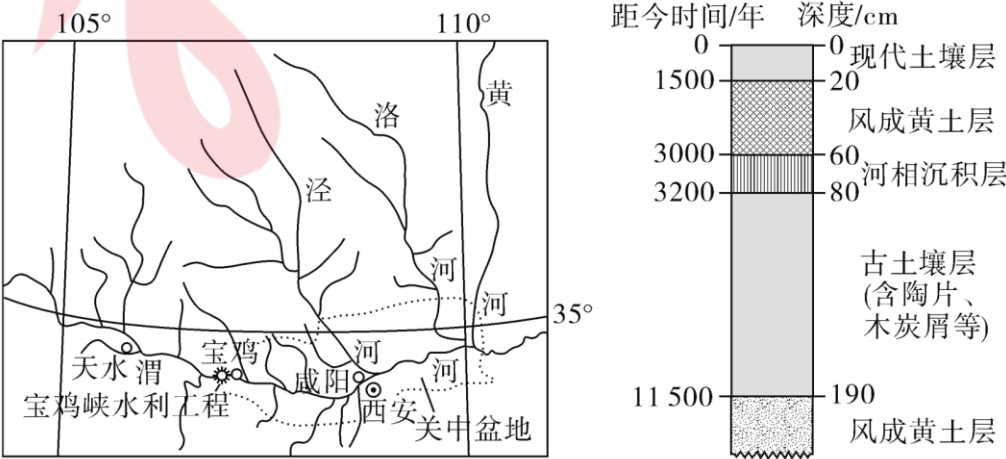 105°
110°
黄
洛
泾
河
河
35°
河
河
宝鸡
天水
渭
咸阳
宝鸡峡水利工程
西安
关中盆地
距今时间/年 深度/cm
0 0
现代土壤层
1500 20
风成黄土层
3000 60
河相沉积层
3200 80
古土壤层
(含陶片、
木炭屑等)
11 500 190
风成黄土层